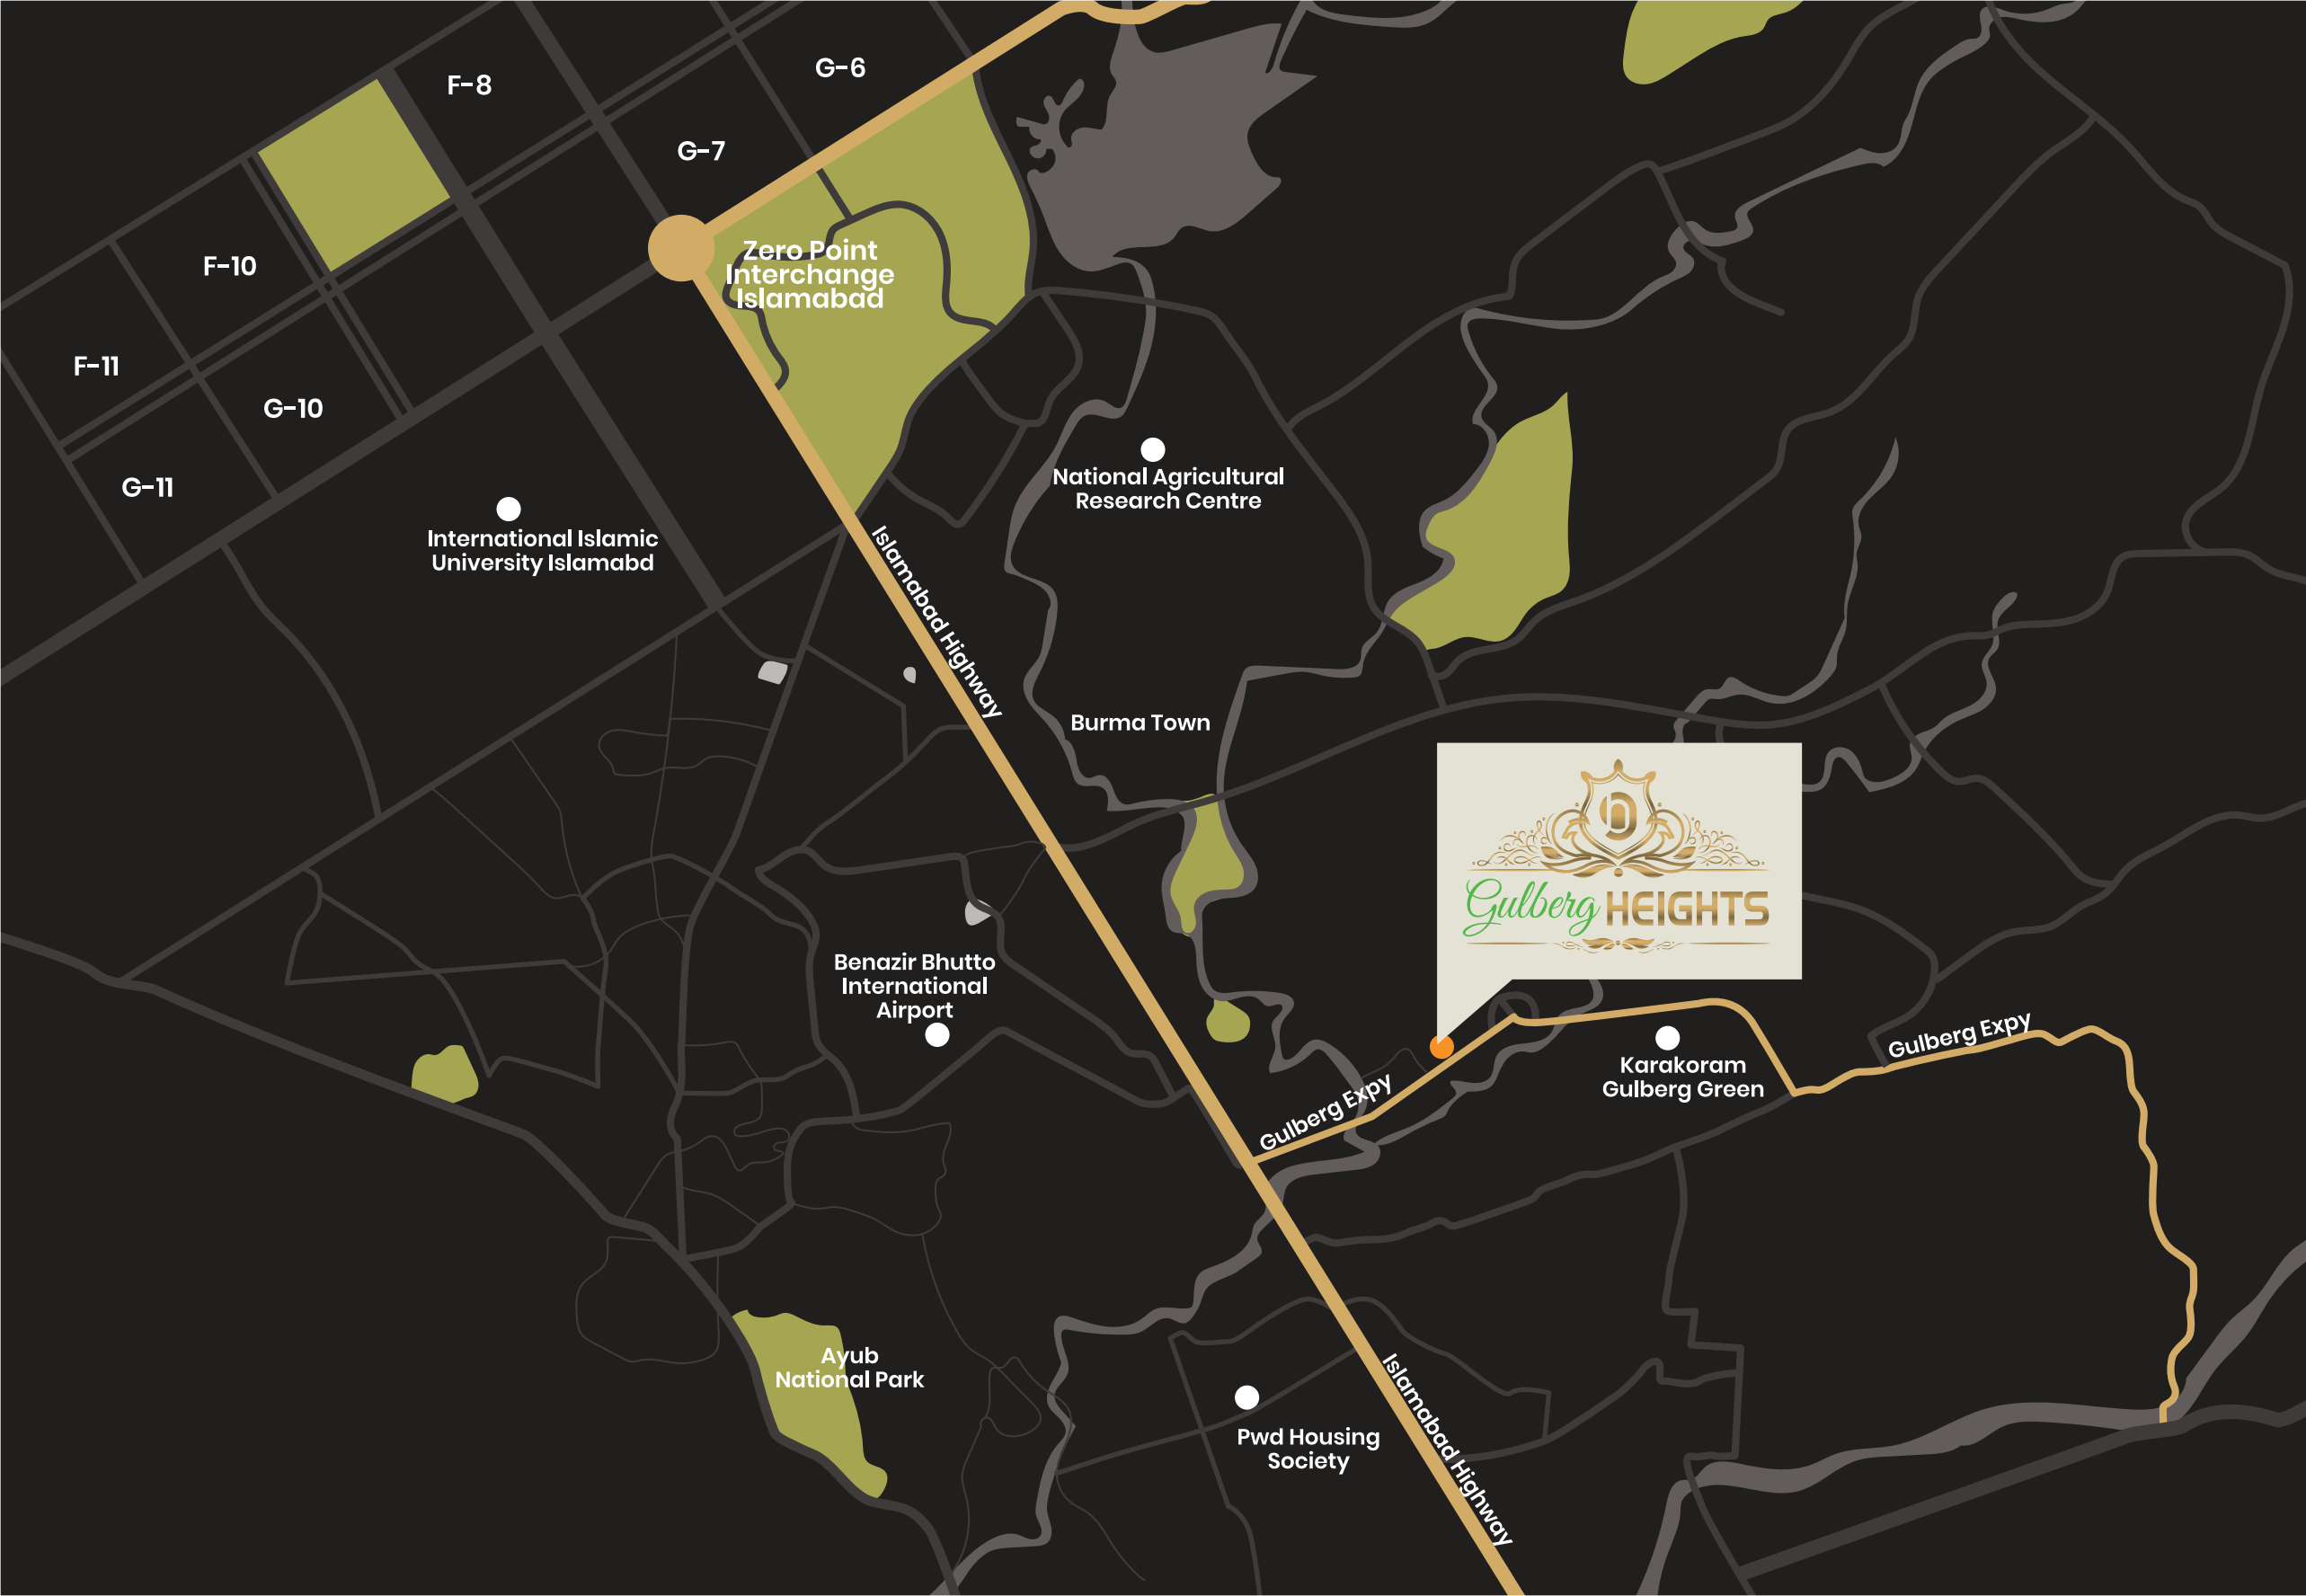 G-6
F-8
G-7
Zero Point
Interchange
Islamabad
F-10
F-11
G-10
G-11
National Agricultural
Research Centre
International Islamic
University Islamabd
Islamabad Highway
Burma Town
Gulberg HEIGHTS
Benazir Bhutto
International
Airport
Gulberg Expy
Karakoram
Gulberg Green
Gulberg Expy
Ayub
National Park
Pwd Housing
Society
Islamabad Highway